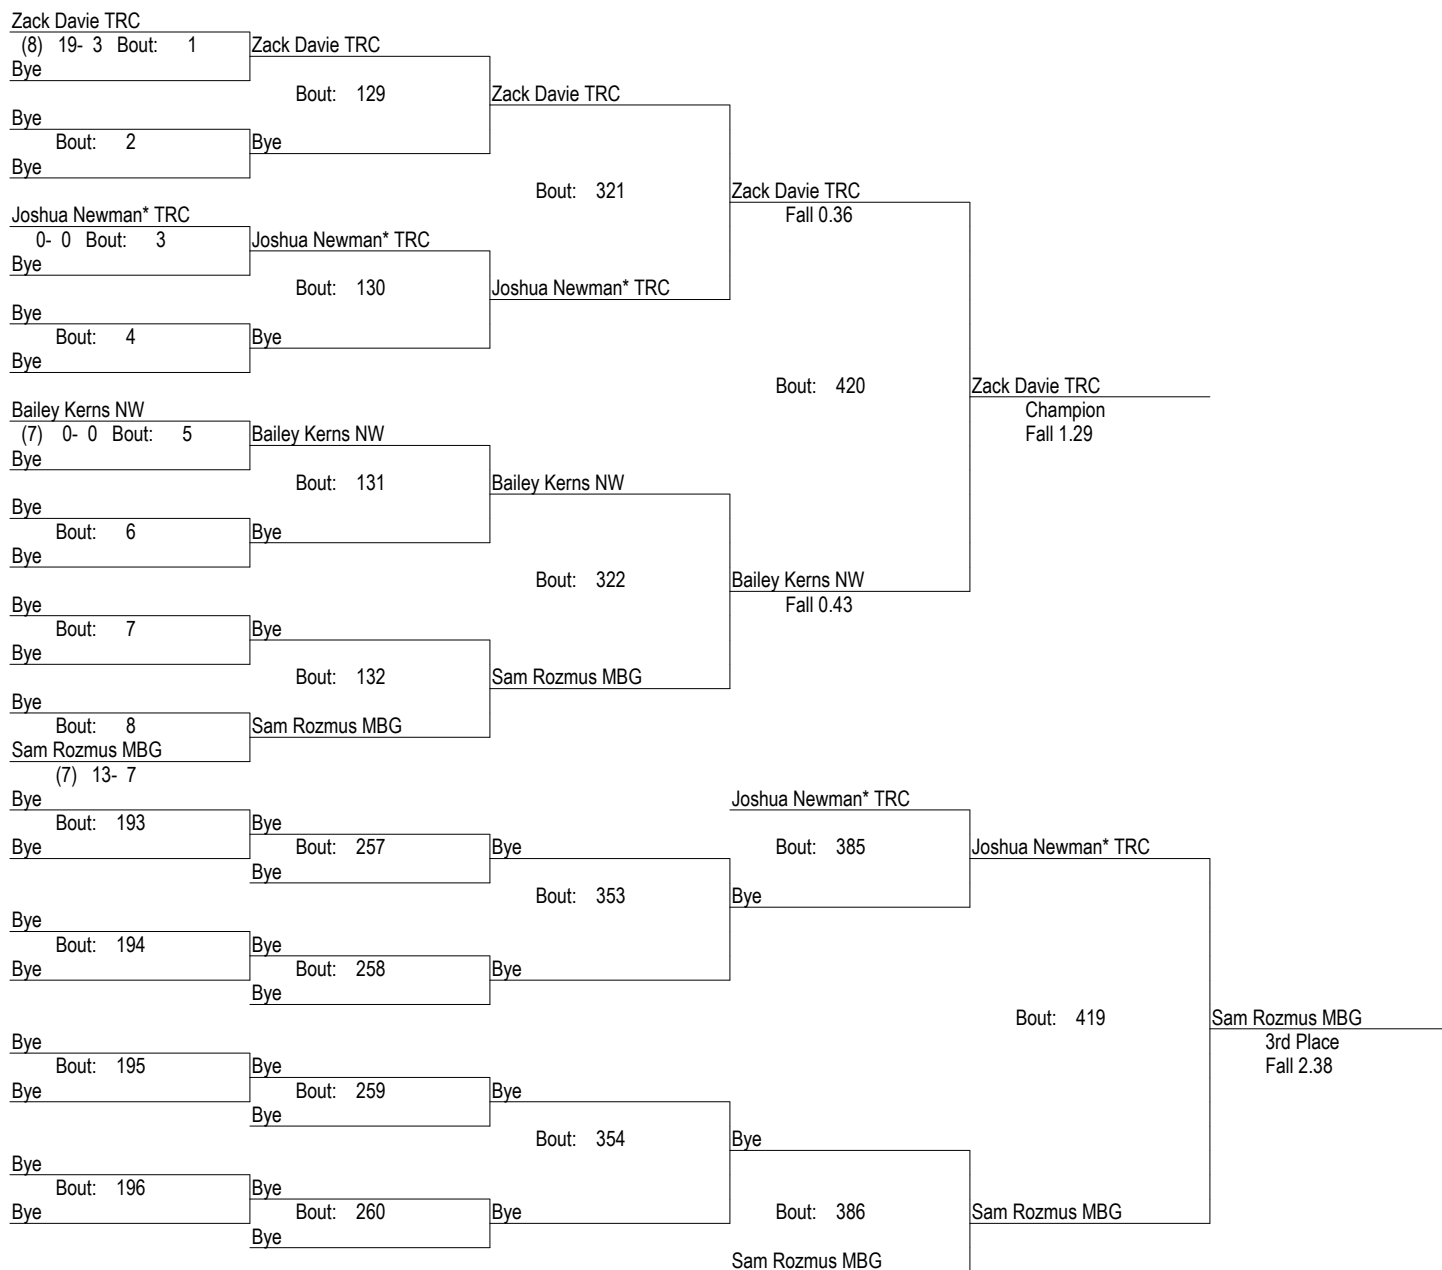 Zack Davie TRC
(8) 19- 3 Bout: 1 Zack Davie TRC
Bye
Bout: 129 Zack Davie TRC
Bye
Bout: 2 Bye
Bye
Bout: 321 Zack Davie TRC
Joshua Newman* TRC Fall 0.36
0- 0 Bout: 3 Joshua Newman* TRC
Bye
Bout: 130 Joshua Newman* TRC
Bye
Bout: 4 Bye
Bye
Bout: 420 Zack Davie TRC
Bailey Kerns NW Champion
(7) 0- 0 Bout: 5 Bailey Kerns NW Fall 1.29
Bye
Bout: 131 Bailey Kerns NW
Bye
Bout: 6 Bye
Bye
Bout: 322 Bailey Kerns NW
Bye Fall 0.43
Bout: 7 Bye
Bye
Bout: 132 Sam Rozmus MBG
Bye
Bout: 8 Sam Rozmus MBG
Sam Rozmus MBG
(7) 13- 7
Bye Joshua Newman* TRC
Bout: 193 Bye
Bye Bout: 257 Bye Bout: 385 Joshua Newman* TRC
Bye
Bout: 353 Bye
Bye
Bout: 194 Bye
Bye Bout: 258 Bye
Bye
Bout: 419 Sam Rozmus MBG
Bye 3rd Place
Bout: 195 Bye Fall 2.38
Bye Bout: 259 Bye
Bye
Bout: 354 Bye
Bye
Bout: 196 Bye
Bye Bout: 260 Bye Bout: 386 Sam Rozmus MBG
Bye
Sam Rozmus MBG